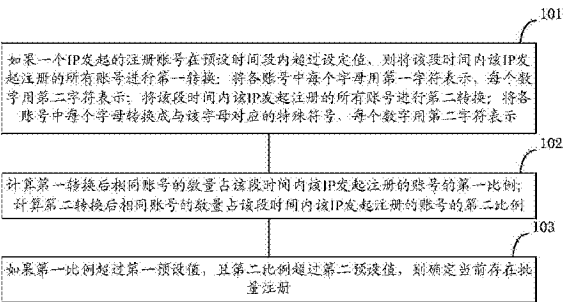 101
如果一个IP发起的注册账号在预设时间段内超过设定值，则将该段时间内该IP发
起注册的所有账号进行第一转换：将各账号中每个字母用第一字符表示、每个数
字用第二字符表示；将该段时间内该IP发起注册的所有账号进行第二转换；将各
账号中每个字母转换成与该字母对应的特殊符号、每个数字用第二字符表示
102
计算第一转换后相同账号的数量占该段时间内该IP发起注册的账号的第一比例；
计算第二转换后相同账号的数量占该段时间内该IP发起注册的账号的第二比例
103
如果第一比例超过第一预设值，且第二比例超过第二预设值，则确定当前存在批
量注册